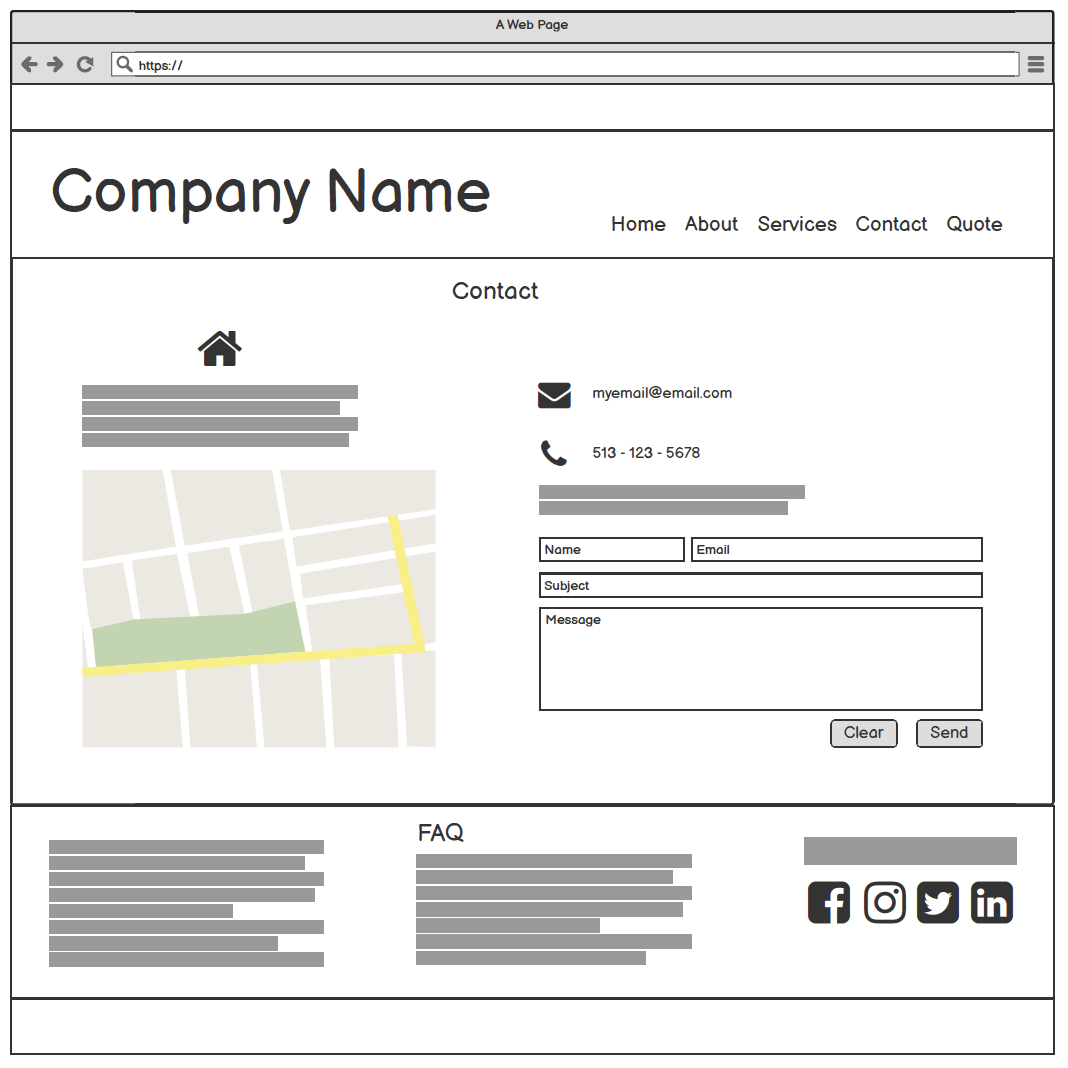 A Web Page
https://
Company Name
Home About Services Contact Quote
Contact
myemail@email.com
513 - 123 - 5678
Name Email
Subject
Message
Clear Send
FAQ